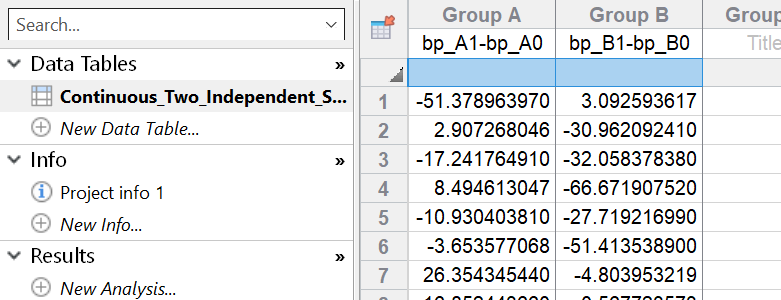 Search...
Data Tables »
Continuous_Two_Independent_S...
New Data Table...
Info »
Project info 1
New Info...
Results »
New Analysis...
Group A Group B Group
bp_A1-bp_A0 bp_B1-bp_B0 Title
1 -51.378963970 3.092593617
2 2.907268046 -30.962092410
3 -17.241764910 -32.058378380
4 8.494613047 -66.671907520
5 -10.930403810 -27.719216990
6 -3.653577068 -51.413538900
7 26.354345440 -4.803953219